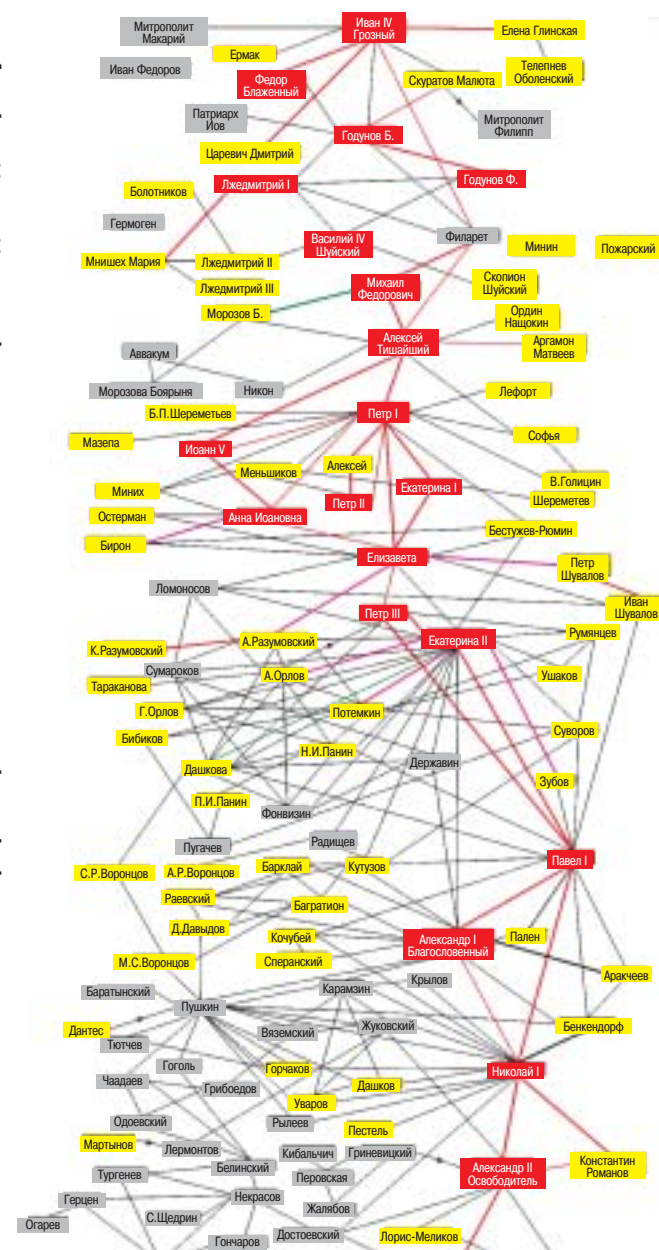 Митрополит
Макарий
Иван IV
Грозный
Елена Глинская
Ермак
Иван Федоров
Федор
Блаженный
Скуратов Малюта
Телепнев
Оболенский
Патриарх
Иов
Годунов Б.
Митрополит
Филипп
Царевич Дмитрий
Лжедмитрий I
Годунов Ф.
Болотников
Гермоген
Василий IV
Шуйский
Филарет
Минин
Пожарский
Мнишех Мария
Лжедмитрий II
Лжедмитрий III
Михаил
Федорович
Скопион
Шуйский
Морозов Б.
Ордин
Нащокин
Алексей
Тишайший
Аргамон
Матвеев
Аввакум
Морозова Боярыня
Никон
Лефорт
Б.П.Шереметьев
Петр I
Мазепа
Иоанн V
Софья
Меньшиков
Алексей
Екатерина I
В.Голицин
Миних
Петр II
Шереметев
Остерман
Анна Иоановна
Бестужев-Рюмин
Бирон
Елизавета
Петр
Шувалов
Ломоносов
Иван
Шувалов
Петр III
К.Разумовский
А.Разумовский
Екатерина II
Румянцев
Сумароков
А.Орлов
Ушаков
Тараканова
Г.Орлов
Потемкин
Бибиков
Суворов
Н.И.Панин
Дашкова
Державин
Зубов
П.И.Панин
Фонвизин
Пугачев
Радищев
С.Р.Воронцов
А.Р.Воронцов
Барклай
Кутузов
Павел I
Раевский
Багратион
Д.Давыдов
Кочубей
Александр I
Благословенный
Пален
М.С.Воронцов
Сперанский
Аракчеев
Баратынский
Карамзин
Крылов
Пушкин
Дантес
Вяземский
Жуковский
Бенкендорф
Тютчев
Гоголь
Горчаков
Николай I
Чаадаев
Грибоедов
Дашков
Уваров
Одоевский
Рылеев
Пестель
Мартынов
Лермонтов
Кибальчич
Гриневицкий
Тургенев
Белинский
Перовская
Александр II
Освободитель
Константин
Романов
Герцен
Некрасов
Огарев
С.Щедрин
Жалябов
Гончаров
Достоевский
Лорис-Меликов